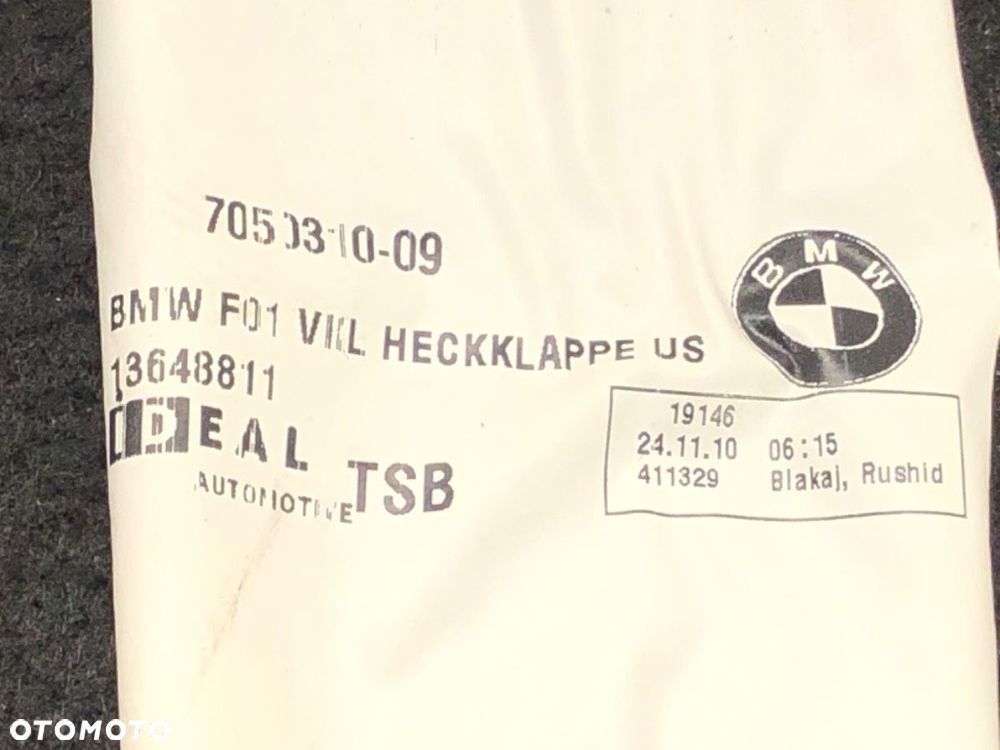 7050310-09
BMW F01 VKL HECKKLAPPE US
13648811
IDEAL
AUTOMOTIVE
TSB
BMW
19146
24.11.10 06:15
411329 Blakaj, Rushid
OTOMOTO